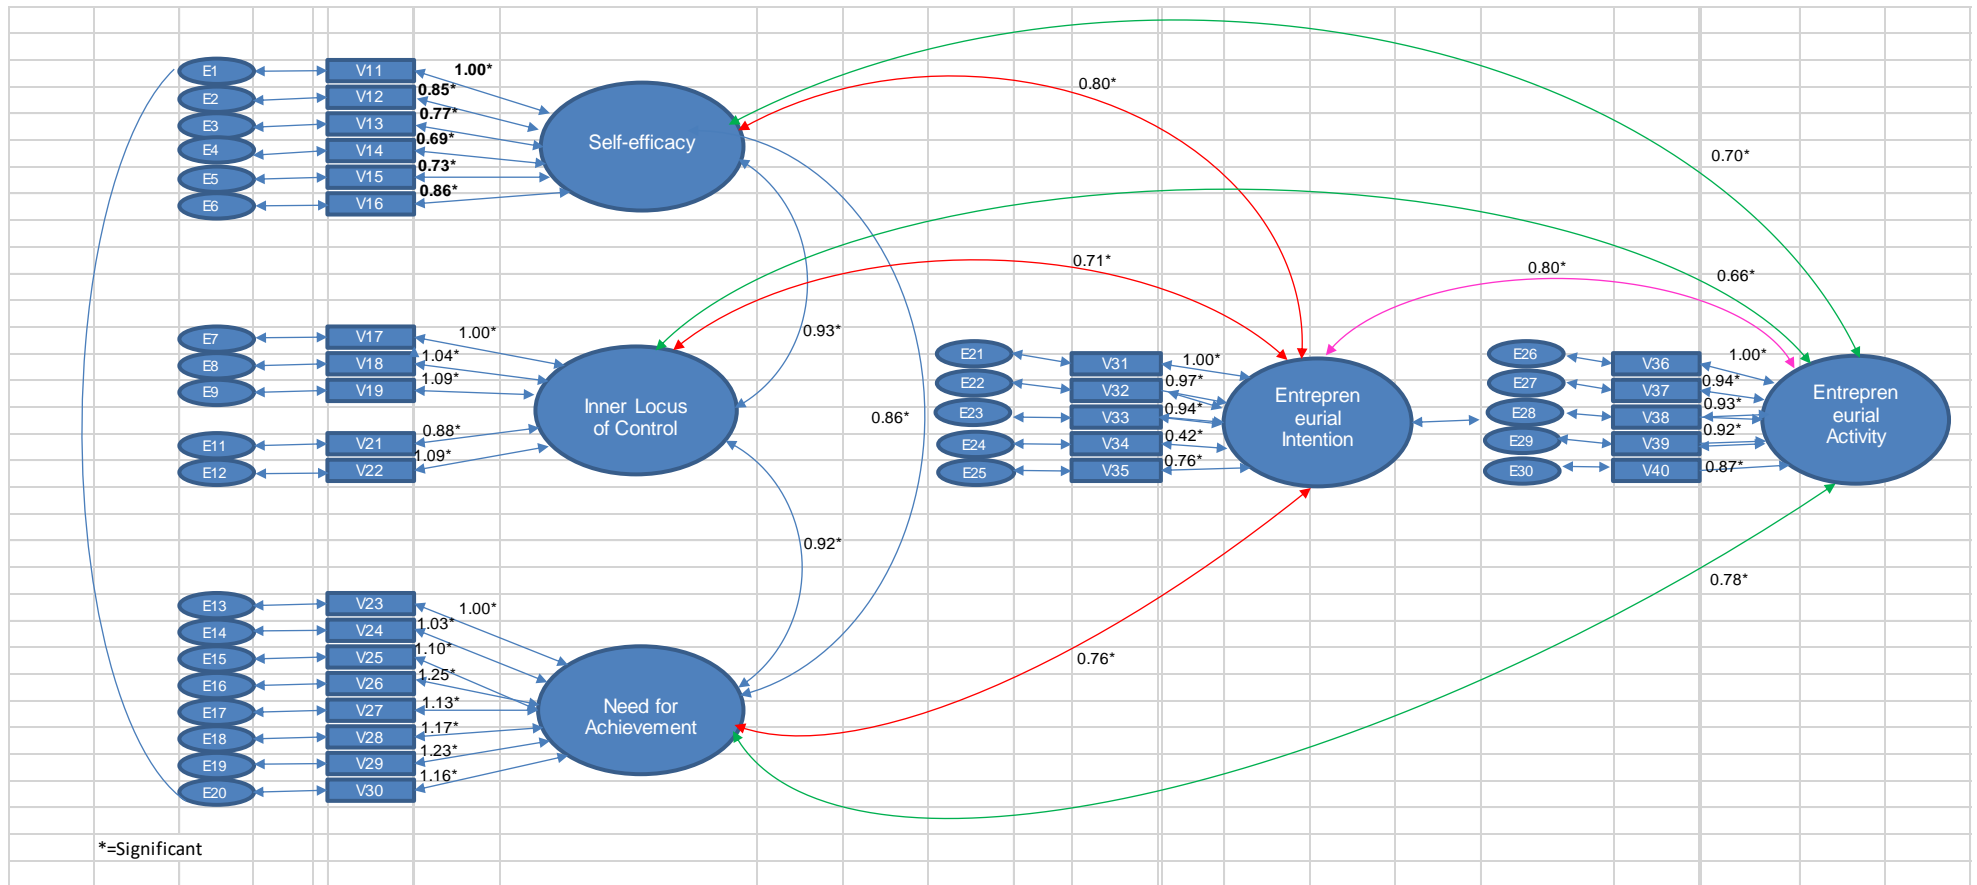 E1 V11 1.00*
E2 V12 0.85*
E3 V13 0.77*
E4 V14 0.69*
E5 V15 0.73*
E6 V16 0.86*
Self-efficacy
0.80*
0.70*
E7 V17 1.00*
E8 V18 1.04*
E9 V19 1.09*
E11 V21 0.88*
E12 V22 1.09*
Inner Locus
of Control
0.71*
0.80*
0.66*
0.93*
0.86*
0.92*
E21 V31 1.00*
E22 V32 0.97*
E23 V33 0.94*
E24 V34 0.42*
E25 V35 0.76*
Entrepren
eurial
Intention
E26 V36 1.00*
E27 V37 0.94*
E28 V38 0.93*
E29 V39 0.92*
E30 V40 0.87*
Entrepren
eurial
Activity
E13 V23 1.00*
E14 V24 1.03*
E15 V25 1.10*
E16 V26 1.25*
E17 V27 1.13*
E18 V28 1.17*
E19 V29 1.23*
E20 V30 1.16*
Need for
Achievement
0.76*
0.78*
*=Significant